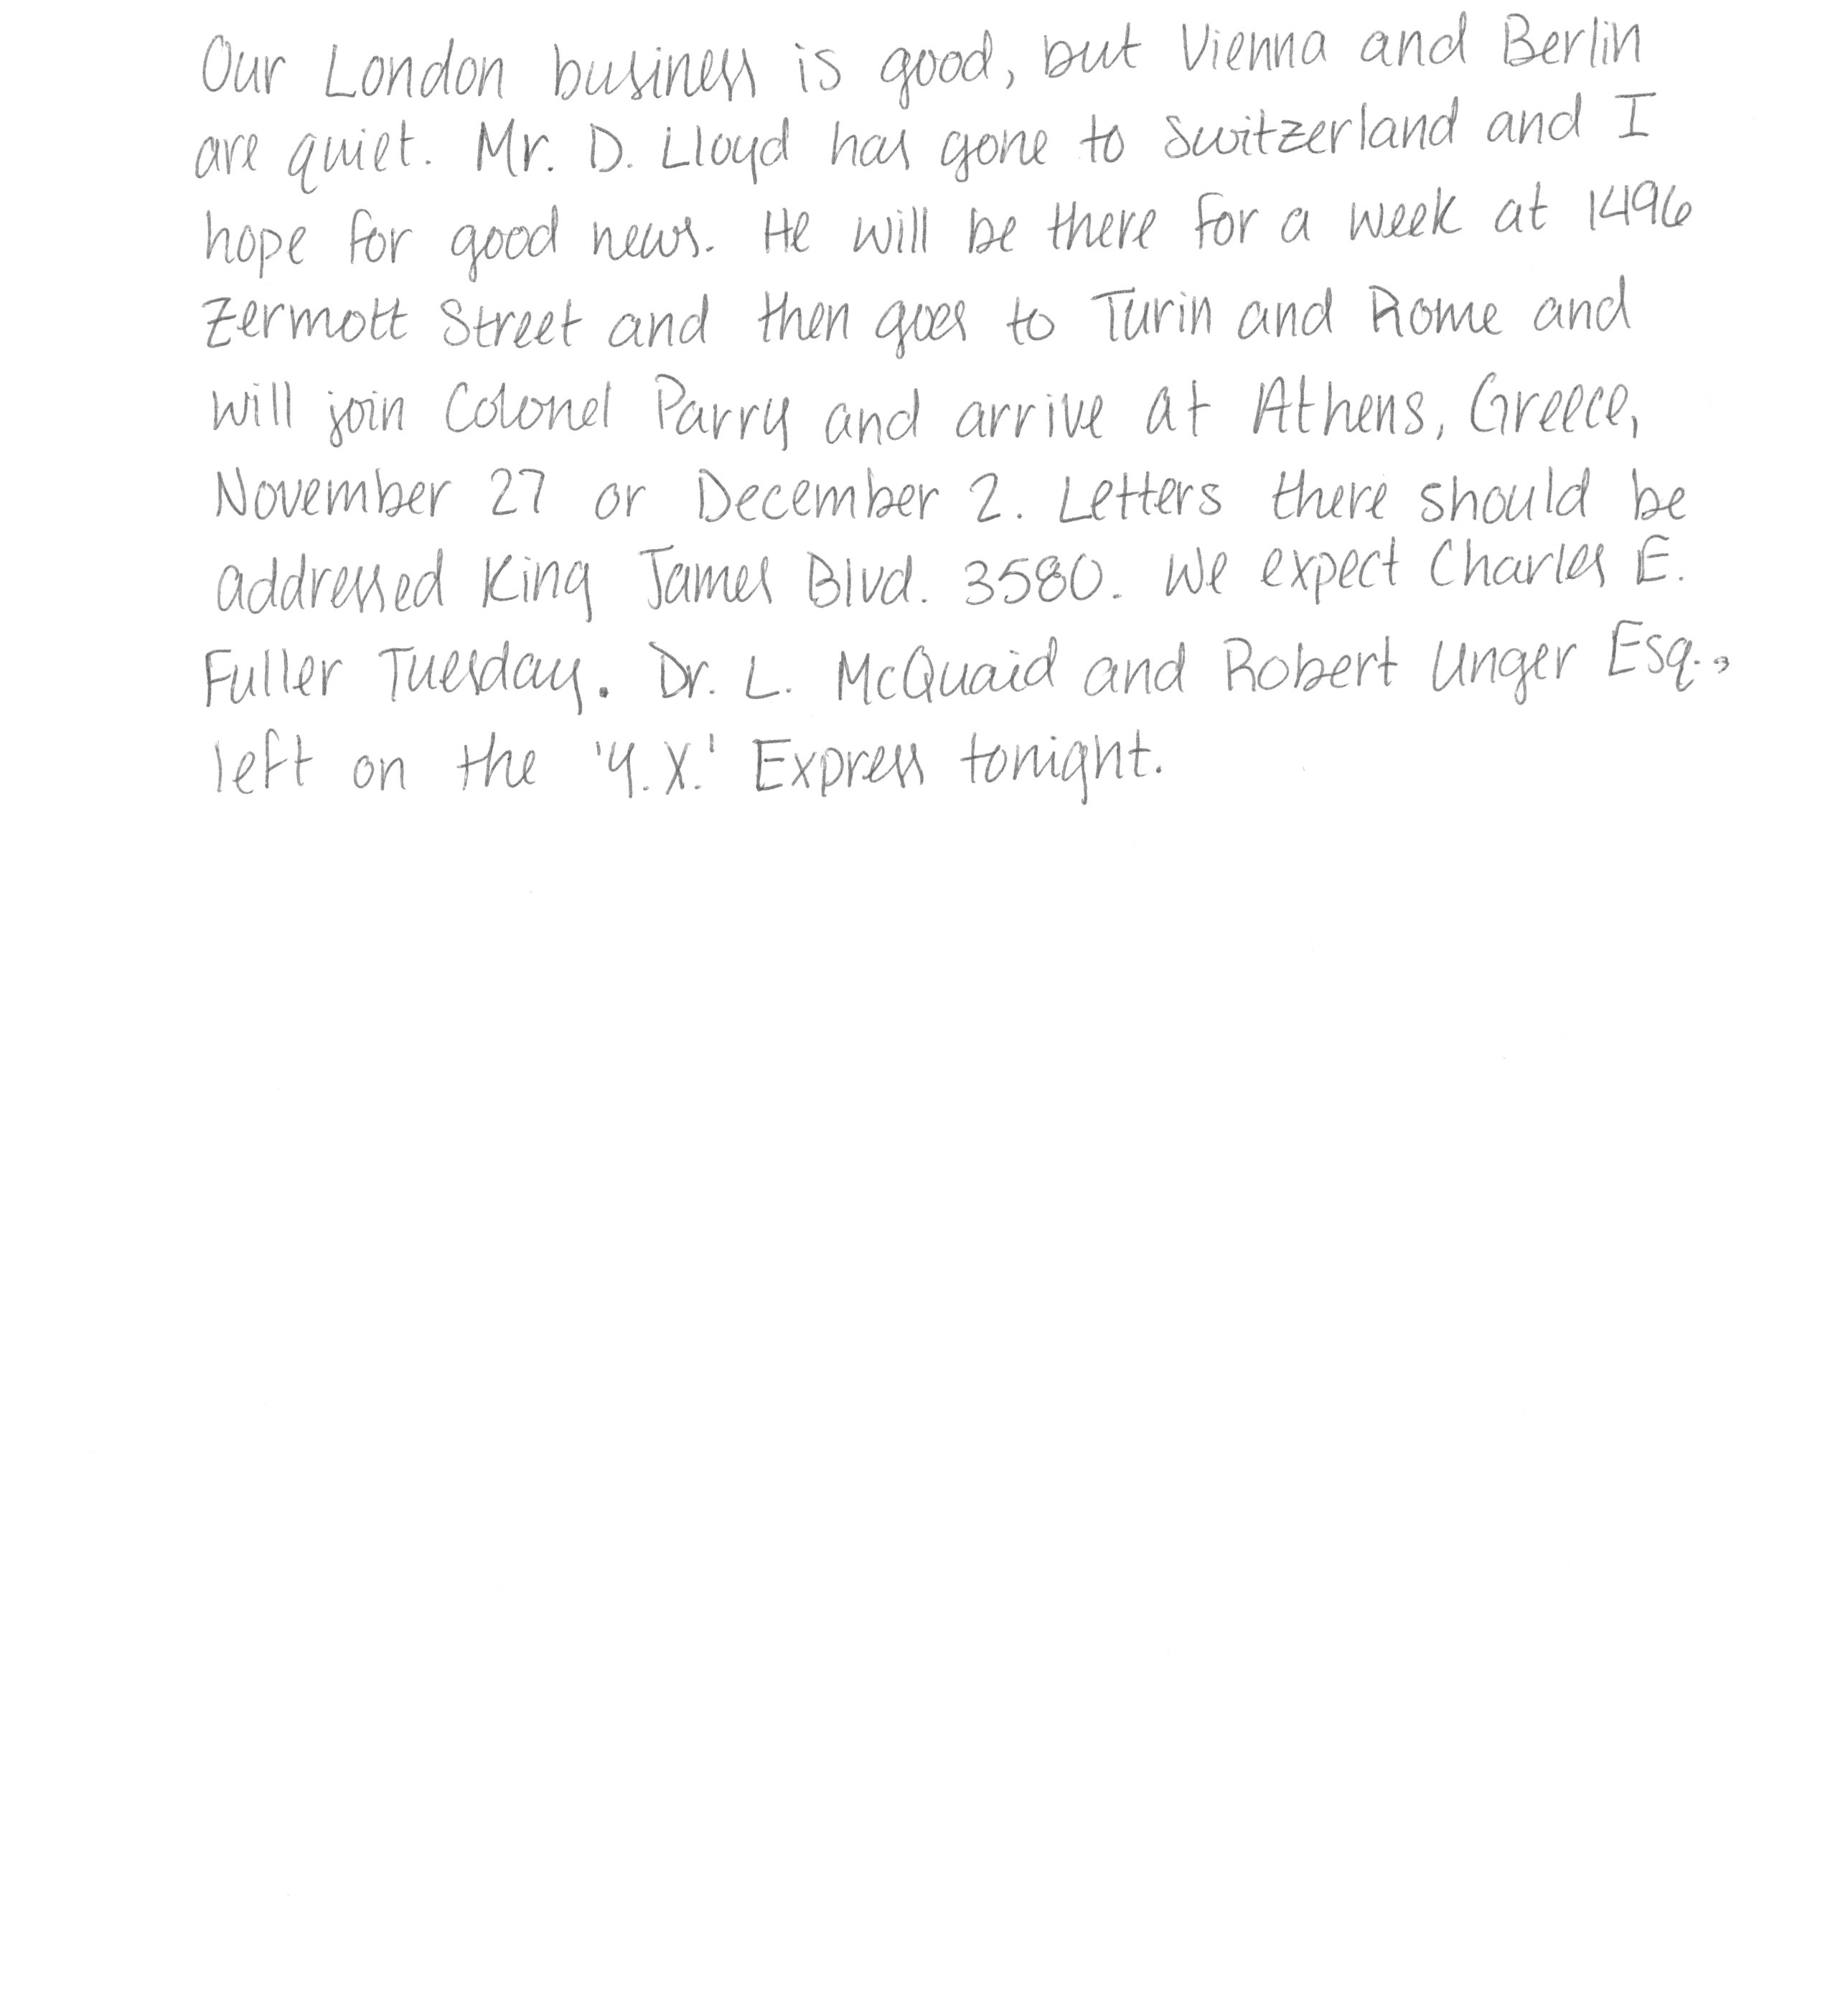 Our London business is good, but Vienna and Berlin
are quiet. Mr. D. Lloyd has gone to Switzerland and I
hope for good news. He will be there for a week at 1496
Zermott Street and then goes to Turin and Rome and
will join Colonel Parry and arrive at Athens, Greece,
November 27 or December 2. Letters there should be
addressed King James Blvd. 3580. We expect Charles E.
Fuller Tuesday. Dr. L. McQuaid and Robert Unger Esq.,
left on the 'Y.X.' Express tonight.